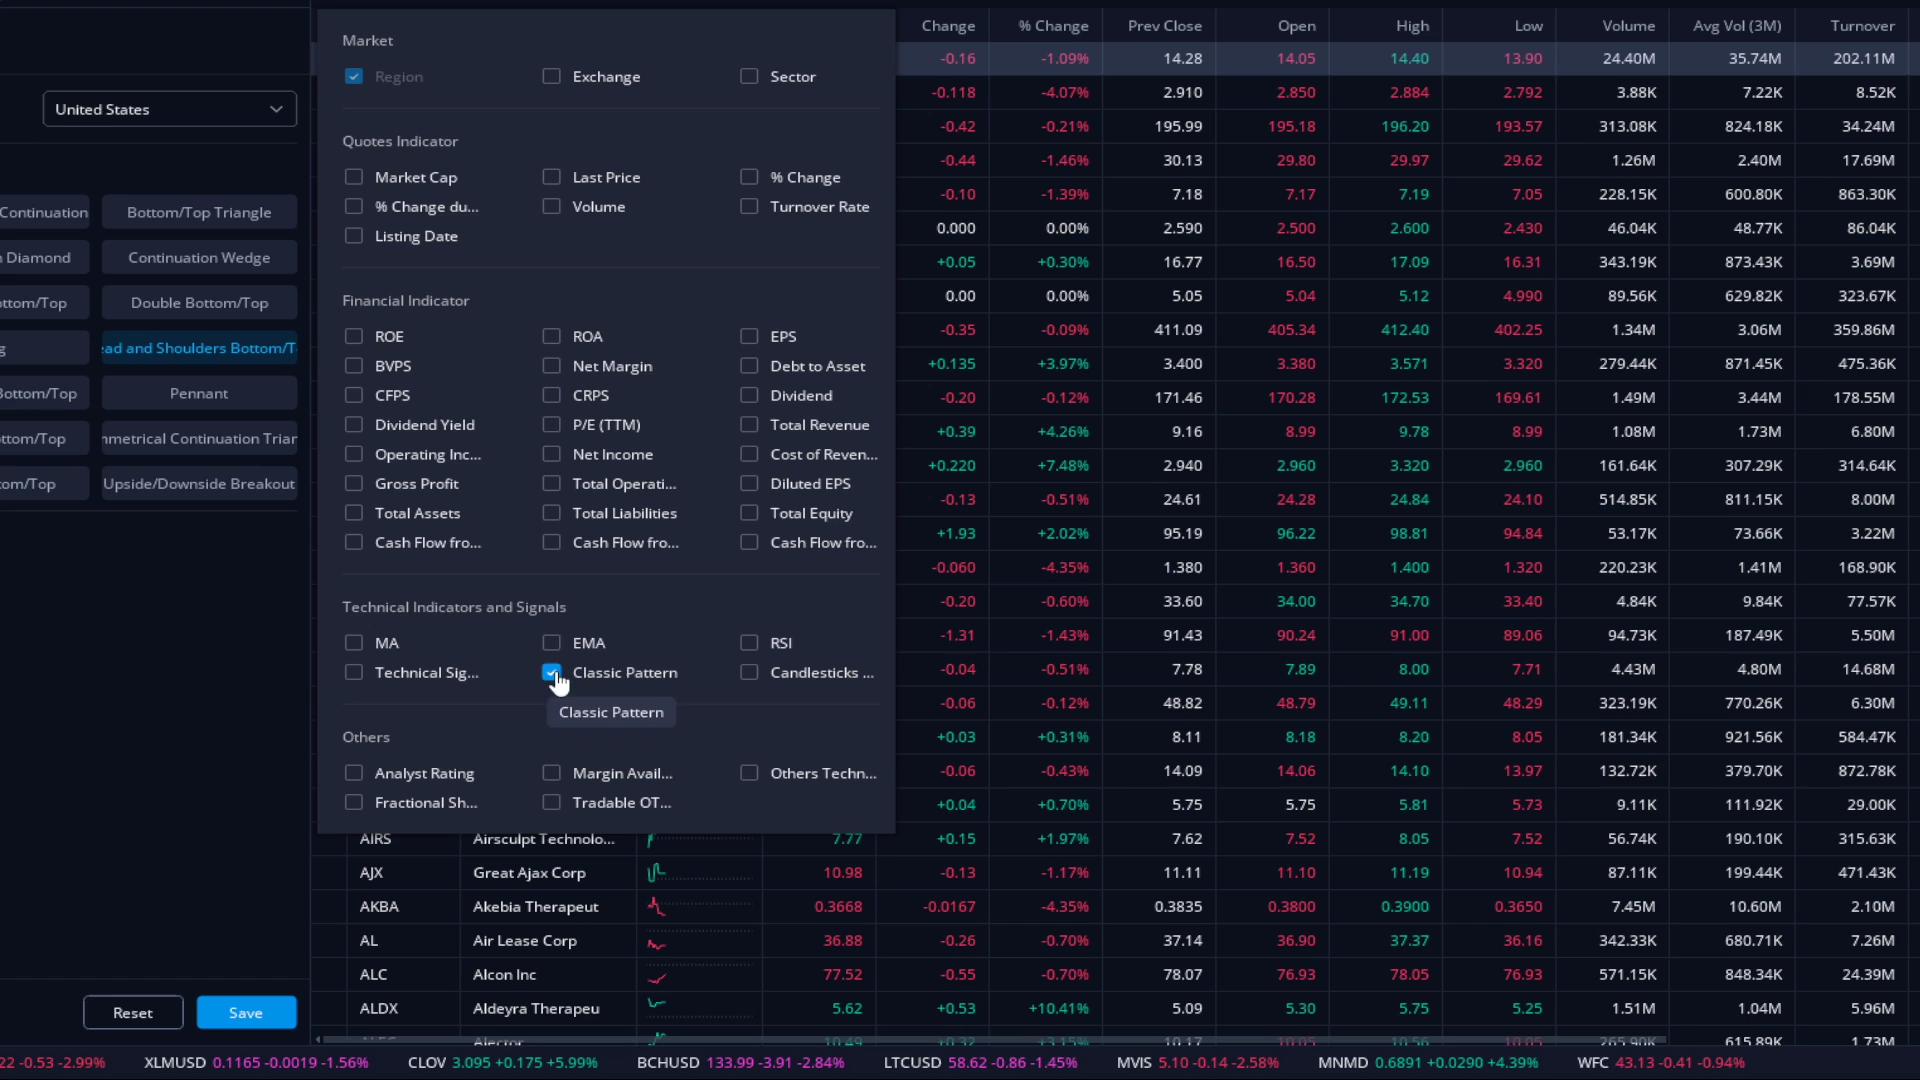 Change % Change Prev Close Open High Low Volume Avg Vol (3M) Turnover
Market
-0.16 -1.09% 14.28 14.05 14.40 13.90 24.40M 35.74M 202.11M
Region Exchange Sector
-0.118 -4.07% 2.910 2.850 2.884 2.792 3.88K 7.22K 8.52K
United States
-0.42 -0.21% 195.99 195.18 196.20 193.57 313.08K 824.18K 34.24M
Quotes Indicator
-0.44 -1.46% 30.13 29.80 29.97 29.62 1.26M 2.40M 17.69M
Market Cap Last Price % Change
-0.10 -1.39% 7.18 7.17 7.19 7.05 228.15K 600.80K 863.30K
% Change du... Volume Turnover Rate
Continuation Bottom/Top Triangle
0.000 0.00% 2.590 2.500 2.600 2.430 46.04K 48.77K 86.04K
Listing Date
Diamond Continuation Wedge
+0.05 +0.30% 16.77 16.50 17.09 16.31 343.19K 873.43K 3.69M
0.00 0.00% 5.05 5.04 5.12 4.990 89.56K 629.82K 323.67K
Financial Indicator
ottom/Top Double Bottom/Top
-0.35 -0.09% 411.09 405.34 412.40 402.25 1.34M 3.06M 359.86M
ROE ROA EPS
g ead and Shoulders Bottom/T
+0.135 +3.97% 3.400 3.380 3.571 3.320 279.44K 871.45K 475.36K
BVPS Net Margin Debt to Asset
Bottom/Top Pennant
CFPS CRPS Dividend
-0.20 -0.12% 171.46 170.28 172.53 169.61 1.49M 3.44M 178.55M
Dividend Yield P/E (TTM) Total Revenue
+0.39 +4.26% 9.16 8.99 9.78 8.99 1.08M 1.73M 6.80M
ttom/Top nmetrical Continuation Triar
Operating Inc... Net Income Cost of Reven...
+0.220 +7.48% 2.940 2.960 3.320 2.960 161.64K 307.29K 314.64K
om/Top Upside/Downside Breakout
Gross Profit Total Operati... Diluted EPS
-0.13 -0.51% 24.61 24.28 24.84 24.10 514.85K 811.15K 8.00M
Total Assets Total Liabilities Total Equity
+1.93 +2.02% 95.19 96.22 98.81 94.84 53.17K 73.66K 3.22M
Cash Flow fro... Cash Flow fro... Cash Flow fro...
-0.060 -4.35% 1.380 1.360 1.400 1.320 220.23K 1.41M 168.90K
Technical Indicators and Signals
-0.20 -0.60% 33.60 34.00 34.70 33.40 4.84K 9.84K 77.57K
MA EMA RSI
-1.31 -1.43% 91.43 90.24 91.00 89.06 94.73K 187.49K 5.50M
Technical Sig... Classic Pattern Candlesticks ...
-0.04 -0.51% 7.78 7.89 8.00 7.71 4.43M 4.80M 14.68M
Classic Pattern
-0.06 -0.12% 48.82 48.79 49.11 48.29 323.19K 770.26K 6.30M
Others
+0.03 +0.31% 8.11 8.18 8.20 8.05 181.34K 921.56K 584.47K
Analyst Rating Margin Avail... Others Techn...
-0.06 -0.43% 14.09 14.06 14.10 13.97 132.72K 379.70K 872.78K
Fractional Sh... Tradable OT...
+0.04 +0.70% 5.75 5.75 5.81 5.73 9.11K 111.92K 29.00K
AIRS Airsculpt Technolo... 7.77 +0.15 +1.97% 7.62 7.52 8.05 7.52 56.74K 190.10K 315.63K
AJX Great Ajax Corp 10.98 -0.13 -1.17% 11.11 11.10 11.19 10.94 87.11K 199.44K 471.43K
AKBA Akebia Therapeut 0.3668 -0.0167 -4.35% 0.3835 0.3800 0.3900 0.3650 7.45M 10.60M 2.10M
AL Air Lease Corp 36.88 -0.26 -0.70% 37.14 36.90 37.37 36.16 342.33K 680.71K 7.26M
ALC Alcon Inc 77.52 -0.55 -0.70% 78.07 76.93 78.05 76.93 571.15K 848.34K 24.39M
ALDX Aldeyra Therapeu 5.62 +0.53 +10.41% 5.09 5.30 5.75 5.25 1.51M 1.04M 5.96M
Reset Save
Alector 10.49 +0.32 +3.15% 10.17 10.05 10.56 10.05 265.90K 615.89K 1.73M
22 -0.53 -2.99% XLMUSD 0.1165 -0.0019 -1.56% CLOV 3.095 +0.175 +5.99% BCHUSD 133.99 -3.91 -2.84% LTCUSD 58.62 -0.86 -1.45% MVIS 5.10 -0.14 -2.58% MNMD 0.6891 +0.0290 +4.39% WFC 43.13 -0.41 -0.94%